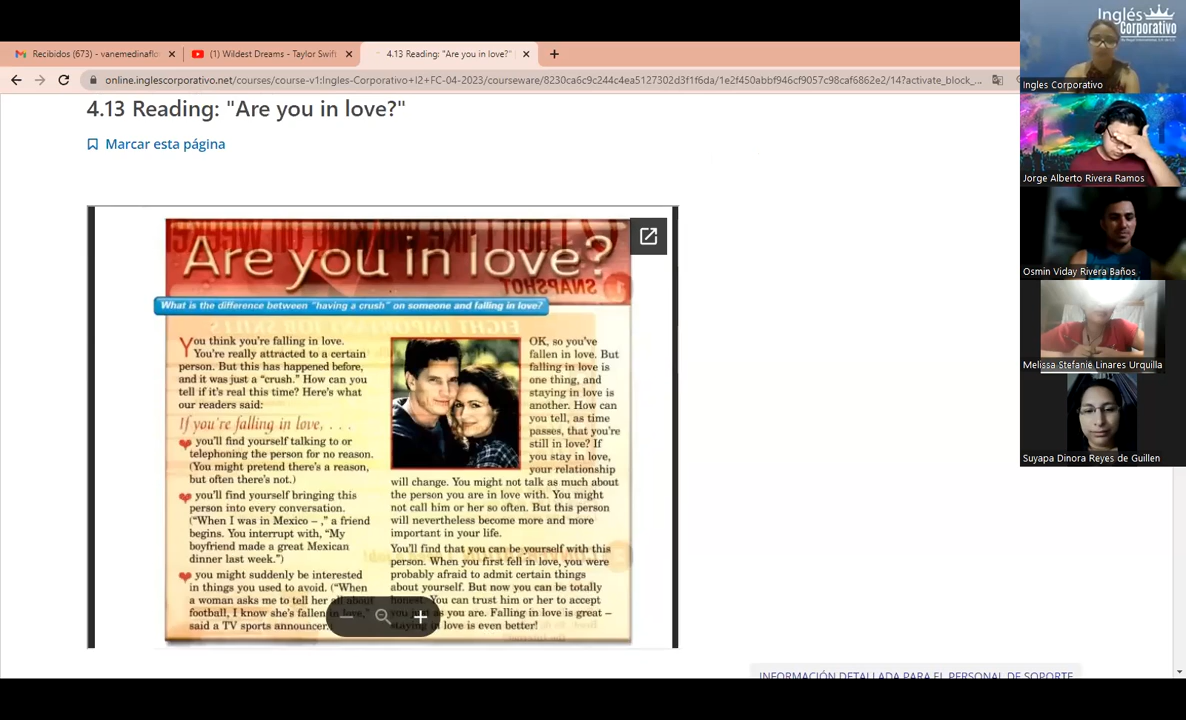 Recibidos (673) - vanemedinaflo
(1) Wildest Dreams - Taylor Swift
4.13 Reading: "Are you in love?"
online.inglescorporativo.net/courses/course-v1:Ingles-Corporativo+I2+FC-04-2023/courseware/8230ca6c9c244c4ea5127302d3f1f6da/1e2f450abbf946cf9057c98caf6862e2/14?activate_block_...
4.13 Reading: "Are you in love?"
Marcar esta página
Are you in love?
SNAPSHOT
What is the difference between "having a crush" on someone and falling in love?
EIGHT IMPORTANT JOB SKILLS
You think you're falling in love.
You're really attracted to a certain
person. But this has happened before,
and it was just a "crush." How can you
tell if it's real this time? Here's what
our readers said:
If you're falling in love, . . .
you'll find yourself talking to or
telephoning the person for no reason.
(You might pretend there's a reason,
but often there's not.)
you'll find yourself bringing this
person into every conversation.
("When I was in Mexico – ," a friend
begins. You interrupt with, "My
boyfriend made a great Mexican
dinner last week.")
you might suddenly be interested
in things you used to avoid. ("When
a woman asks me to tell her all about
football, I know she's fallen in love,"
said a TV sports announcer.
OK, so you've
fallen in love. But
falling in love is
one thing, and
staying in love is
another. How can
you tell, as time
passes, that you're
still in love? If
you stay in love,
your relationship
will change. You might not talk as much about
the person you are in love with. You might
not call him or her so often. But this person
will nevertheless become more and more
important in your life.
You'll find that you can be yourself with this
person. When you first fell in love, you were
probably afraid to admit certain things
about yourself. But now you can be totally
honest. You can trust him or her to accept
you just as you are. Falling in love is great –
staying in love is even better!
INFORMACIÓN DETALLADA PARA EL PERSONAL DE SOPORTE
Inglés
Corporativo
Ingles Corporativo
Jorge Alberto Rivera Ramos
Osmin Viday Rivera Baños
Melissa Stefanie Linares Urquilla
Suyapa Dinora Reyes de Guillen